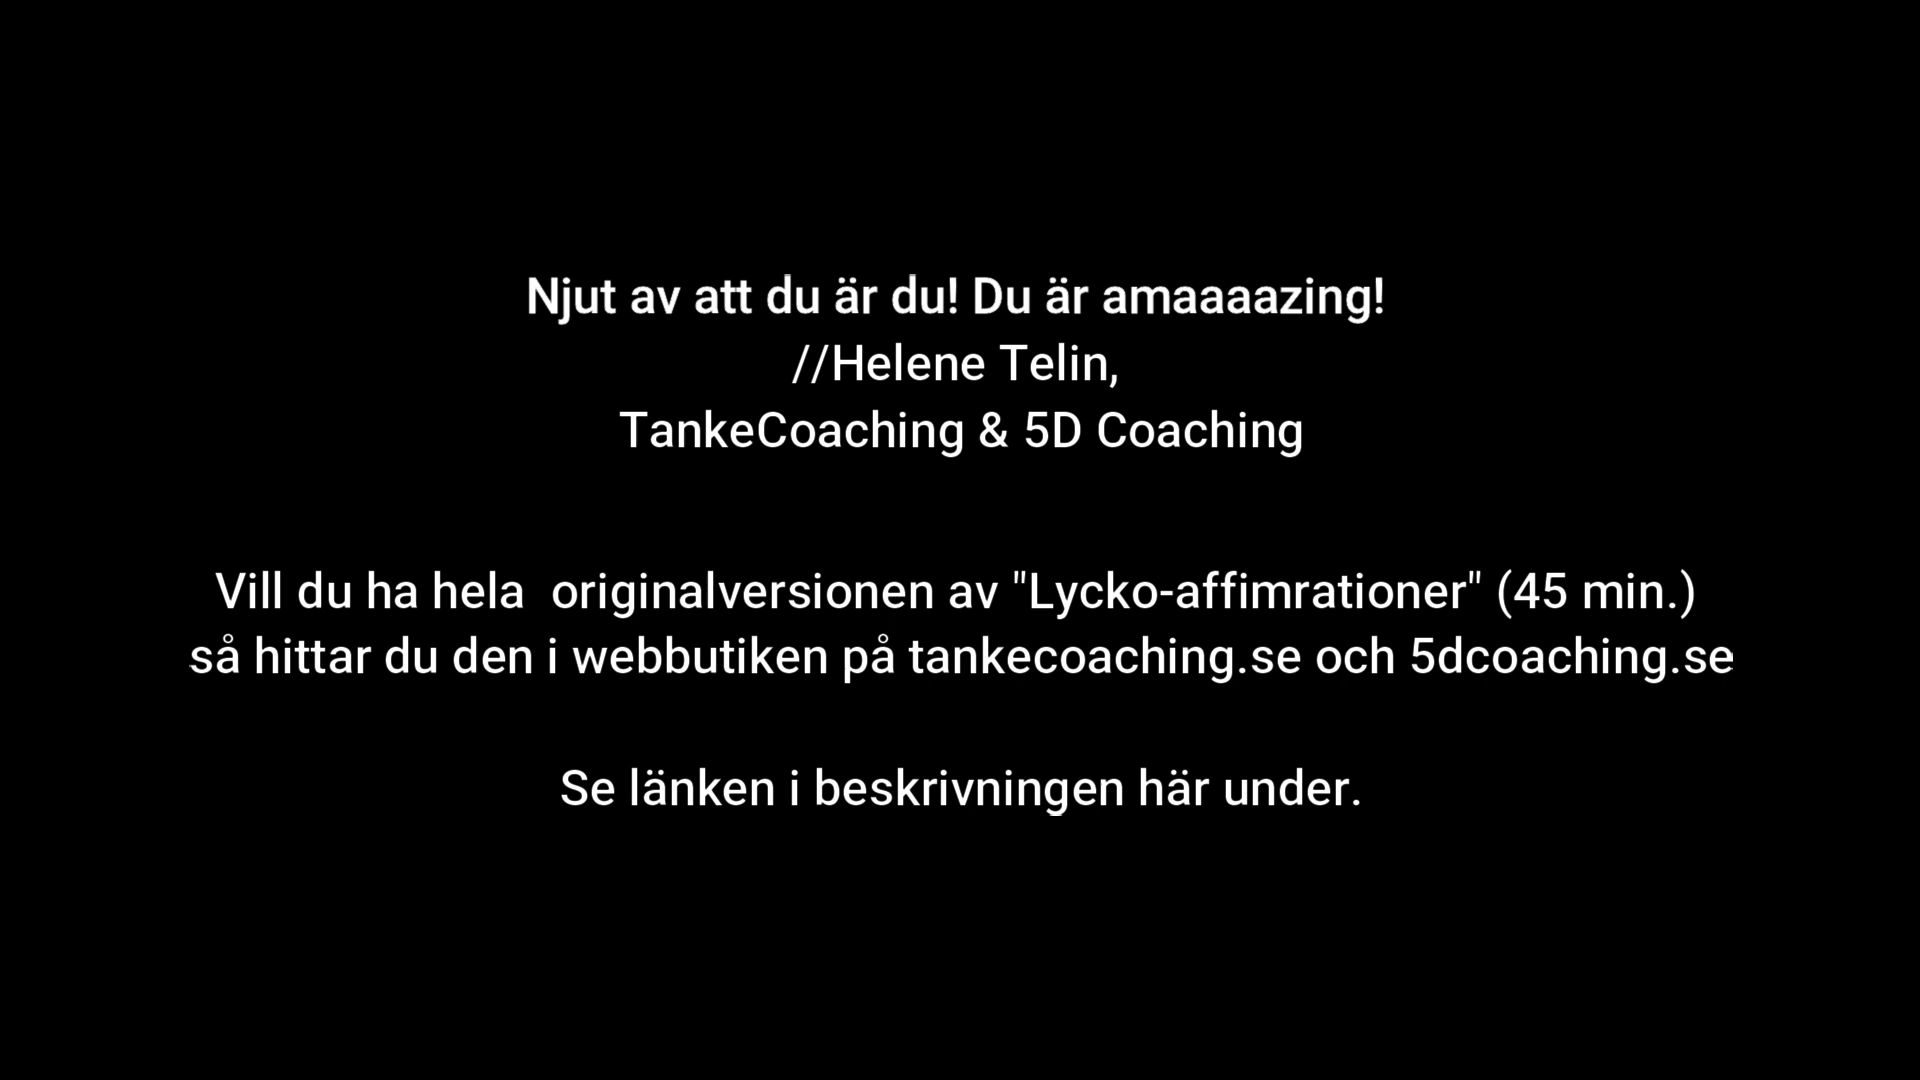 Njut av att du är du! Du är amaaaazing!
//Helene Telin,
TankeCoaching & 5D Coaching
Vill du ha hela  originalversionen av "Lycko-affimrationer" (45 min.)
så hittar du den i webbutiken på tankecoaching.se och 5dcoaching.se
Se länken i beskrivningen här under.